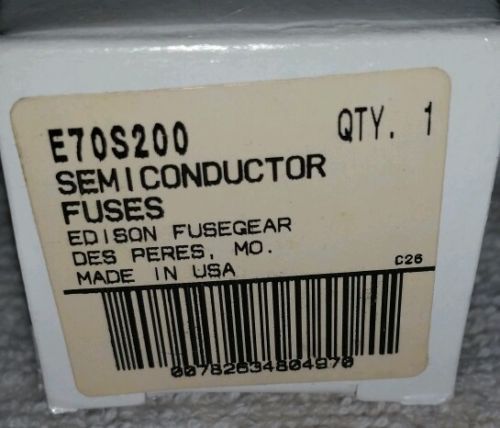 E70S200 QTY. 1
SEMICONDUCTOR
FUSES
EDISON FUSEGEAR
DES PERES, MO.
MADE IN USA C26
00782634804970